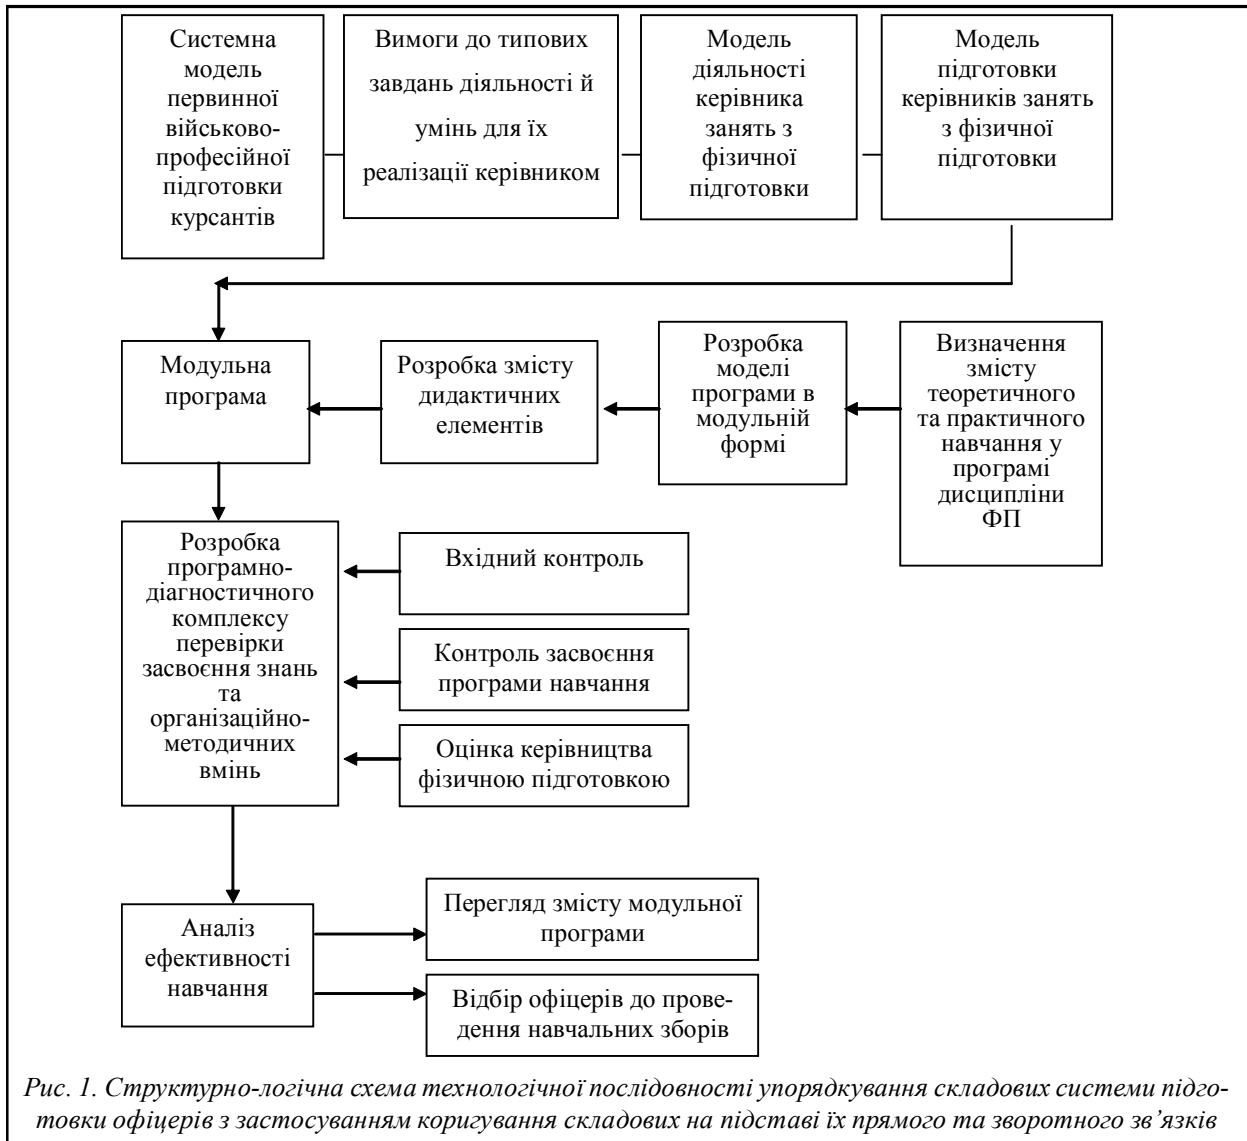 Системна
модель
первинної
військово-
професійної
підготовки
курсантів
Вимоги до типових
завдань діяльності й
умінь для їх
реалізації керівником
Модель
діяльності
керівника
занять з
фізичної
підготовки
Модель
підготовки
керівників занять
з фізичної
підготовки
Модульна
програма
Розробка змісту
дидактичних
елементів
Розробка
моделі
програми в
модульній
формі
Визначення
змісту
теоретичного
та практичного
навчання у
програмі
дисципліни
ФП
Розробка
програмно-
діагностичного
комплексу
перевірки
засвоєння знань
та
організаційно-
методичних
вмінь
Вхідний контроль
Контроль засвоєння
програми навчання
Оцінка керівництва
фізичною підготовкою
Аналіз
ефективності
навчання
Перегляд змісту модульної
програми
Відбір офіцерів до прове-
дення навчальних зборів
Рис. 1. Структурно-логічна схема технологічної послідовності упорядкування складових системи підго-
товки офіцерів з застосуванням коригування складових на підставі їх прямого та зворотного зв’язків